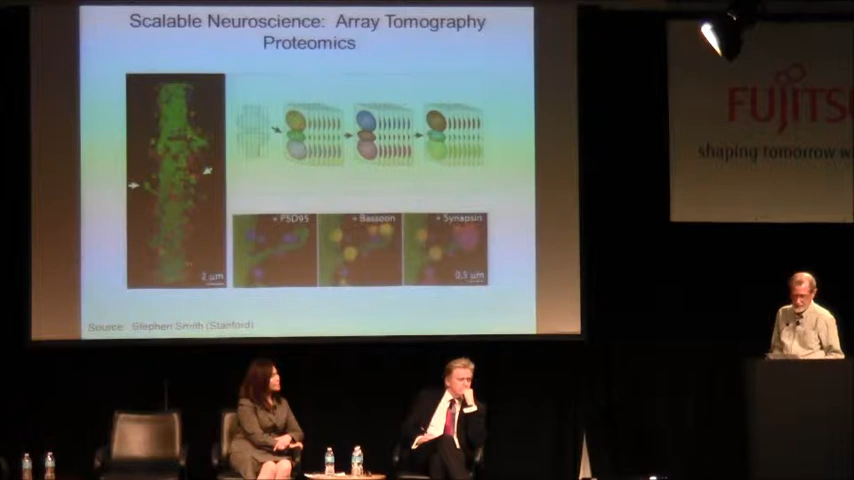 Scalable Neuroscience: Array Tomography
Proteomics
2 μm
+ PSD95
+ Bassoon
+ Synapsin
0.5 μm
Source: Stephen Smith (Stanford)
FUJITSU
shaping tomorrow w